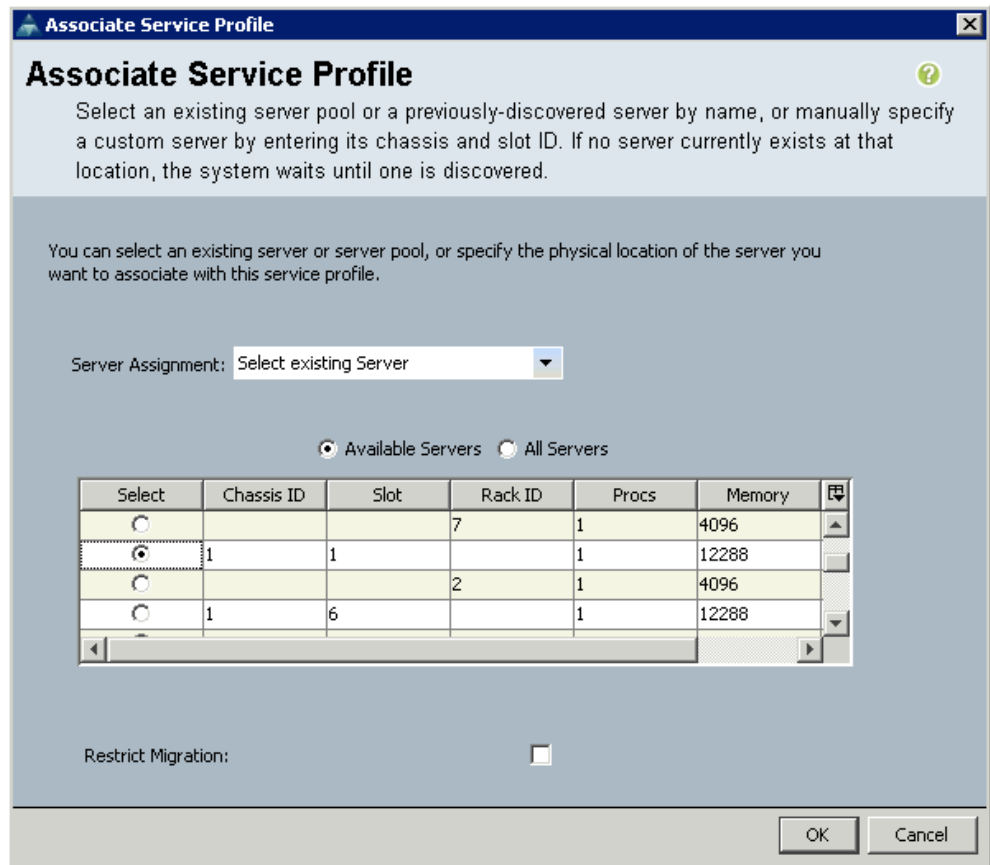 Associate Service Profile
Associate Service Profile
Select an existing server pool or a previously-discovered server by name, or manually specify
a custom server by entering its chassis and slot ID. If no server currently exists at that
location, the system waits until one is discovered.
You can select an existing server or server pool, or specify the physical location of the server you
want to associate with this service profile.
Server Assignment: Select existing Server
Available Servers All Servers
Select Chassis ID Slot Rack ID Procs Memory
7 1 4096
1 1 1 12288
2 1 4096
1 6 1 12288
Restrict Migration:
OK Cancel